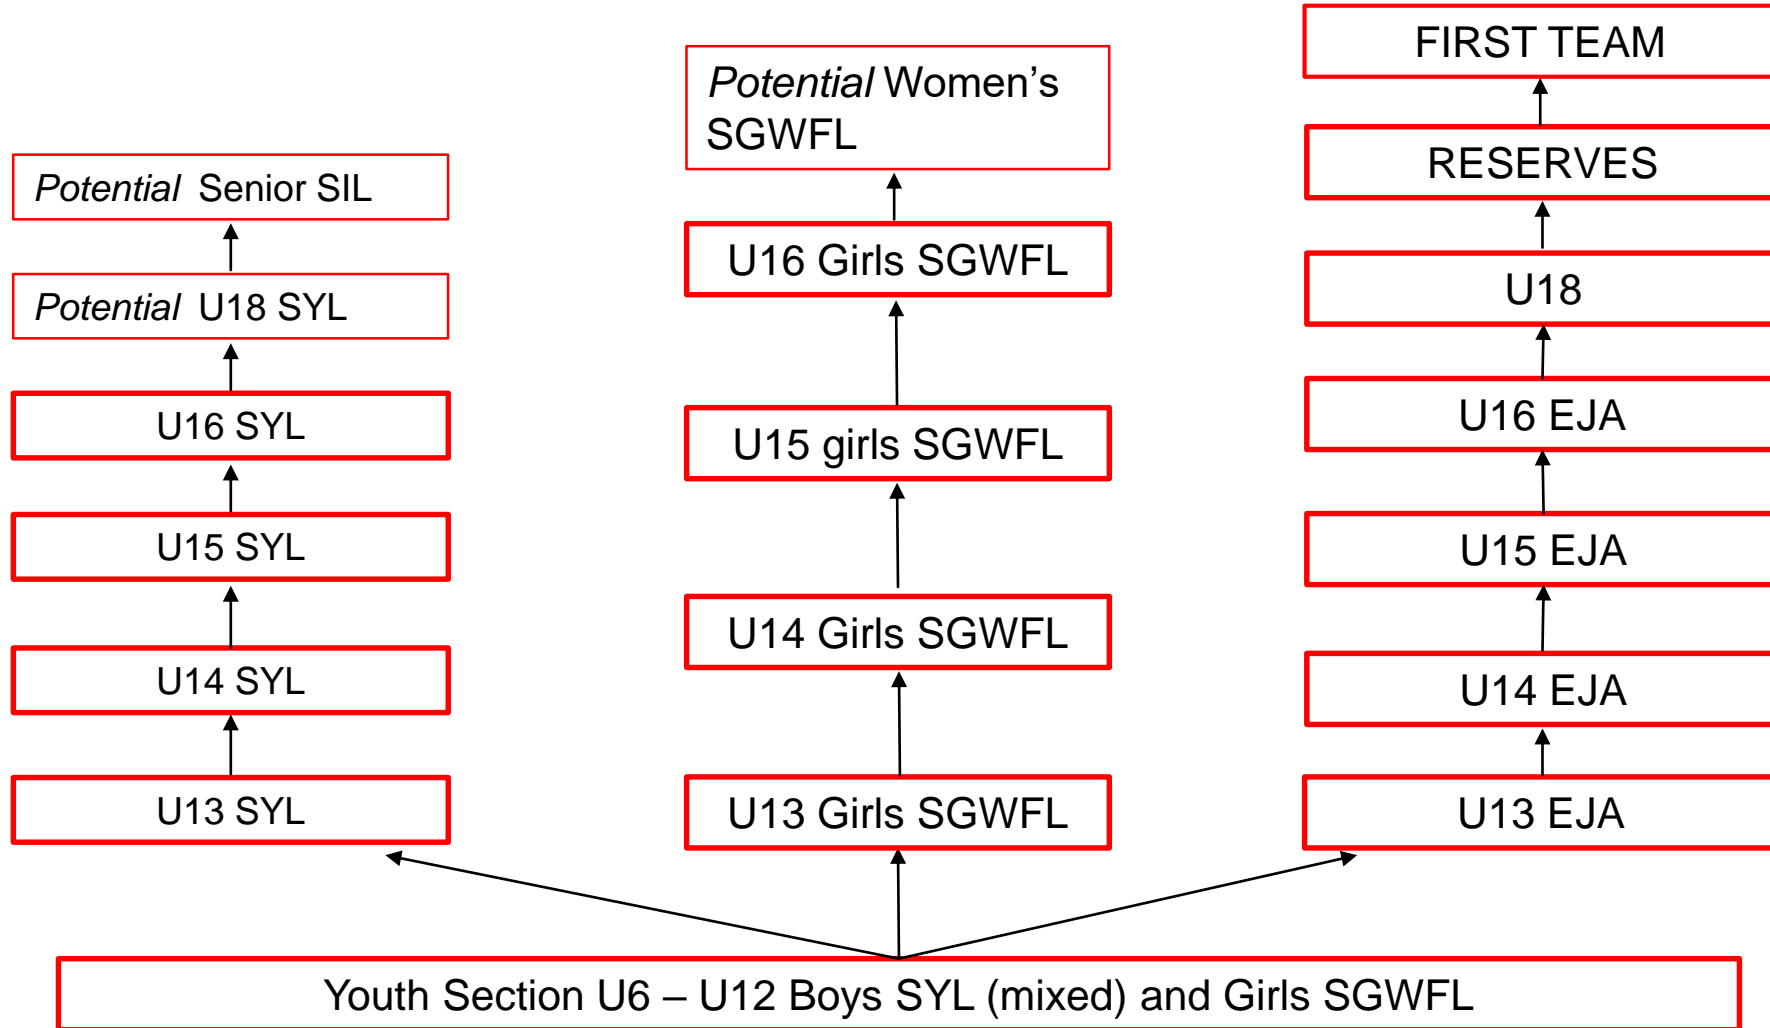 Potential Senior SIL
Potential U18 SYL
U16 SYL
U15 SYL
U14 SYL
U13 SYL
Potential Women’s
SGWFL
U16 Girls SGWFL
U15 girls SGWFL
U14 Girls SGWFL
U13 Girls SGWFL
FIRST TEAM
RESERVES
U18
U16 EJA
U15 EJA
U14 EJA
U13 EJA
Youth Section U6 – U12 Boys SYL (mixed) and Girls SGWFL